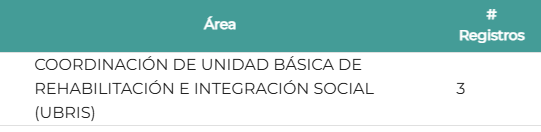 Área
#
Registros
COORDINACIÓN DE UNIDAD BÁSICA DE
REHABILITACIÓN E INTEGRACIÓN SOCIAL
(UBRIS)
3